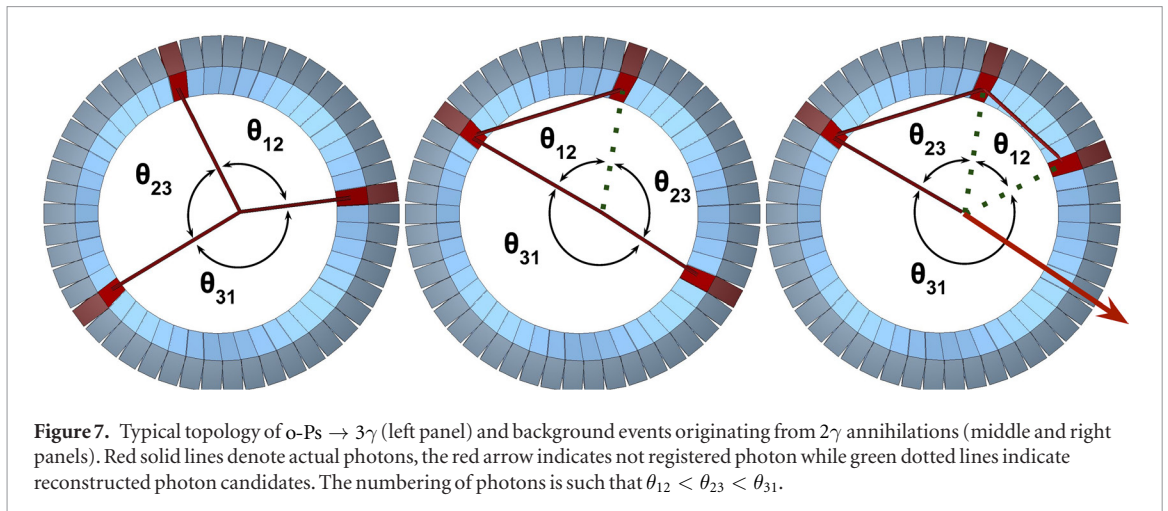 θ12
θ23
θ31
θ12
θ23
θ31
θ23
θ12
θ31
Figure 7. Typical topology of o-Ps → 3γ (left panel) and background events originating from 2γ annihilations (middle and right
panels). Red solid lines denote actual photons, the red arrow indicates not registered photon while green dotted lines indicate
reconstructed photon candidates. The numbering of photons is such that θ12 < θ23 < θ31.